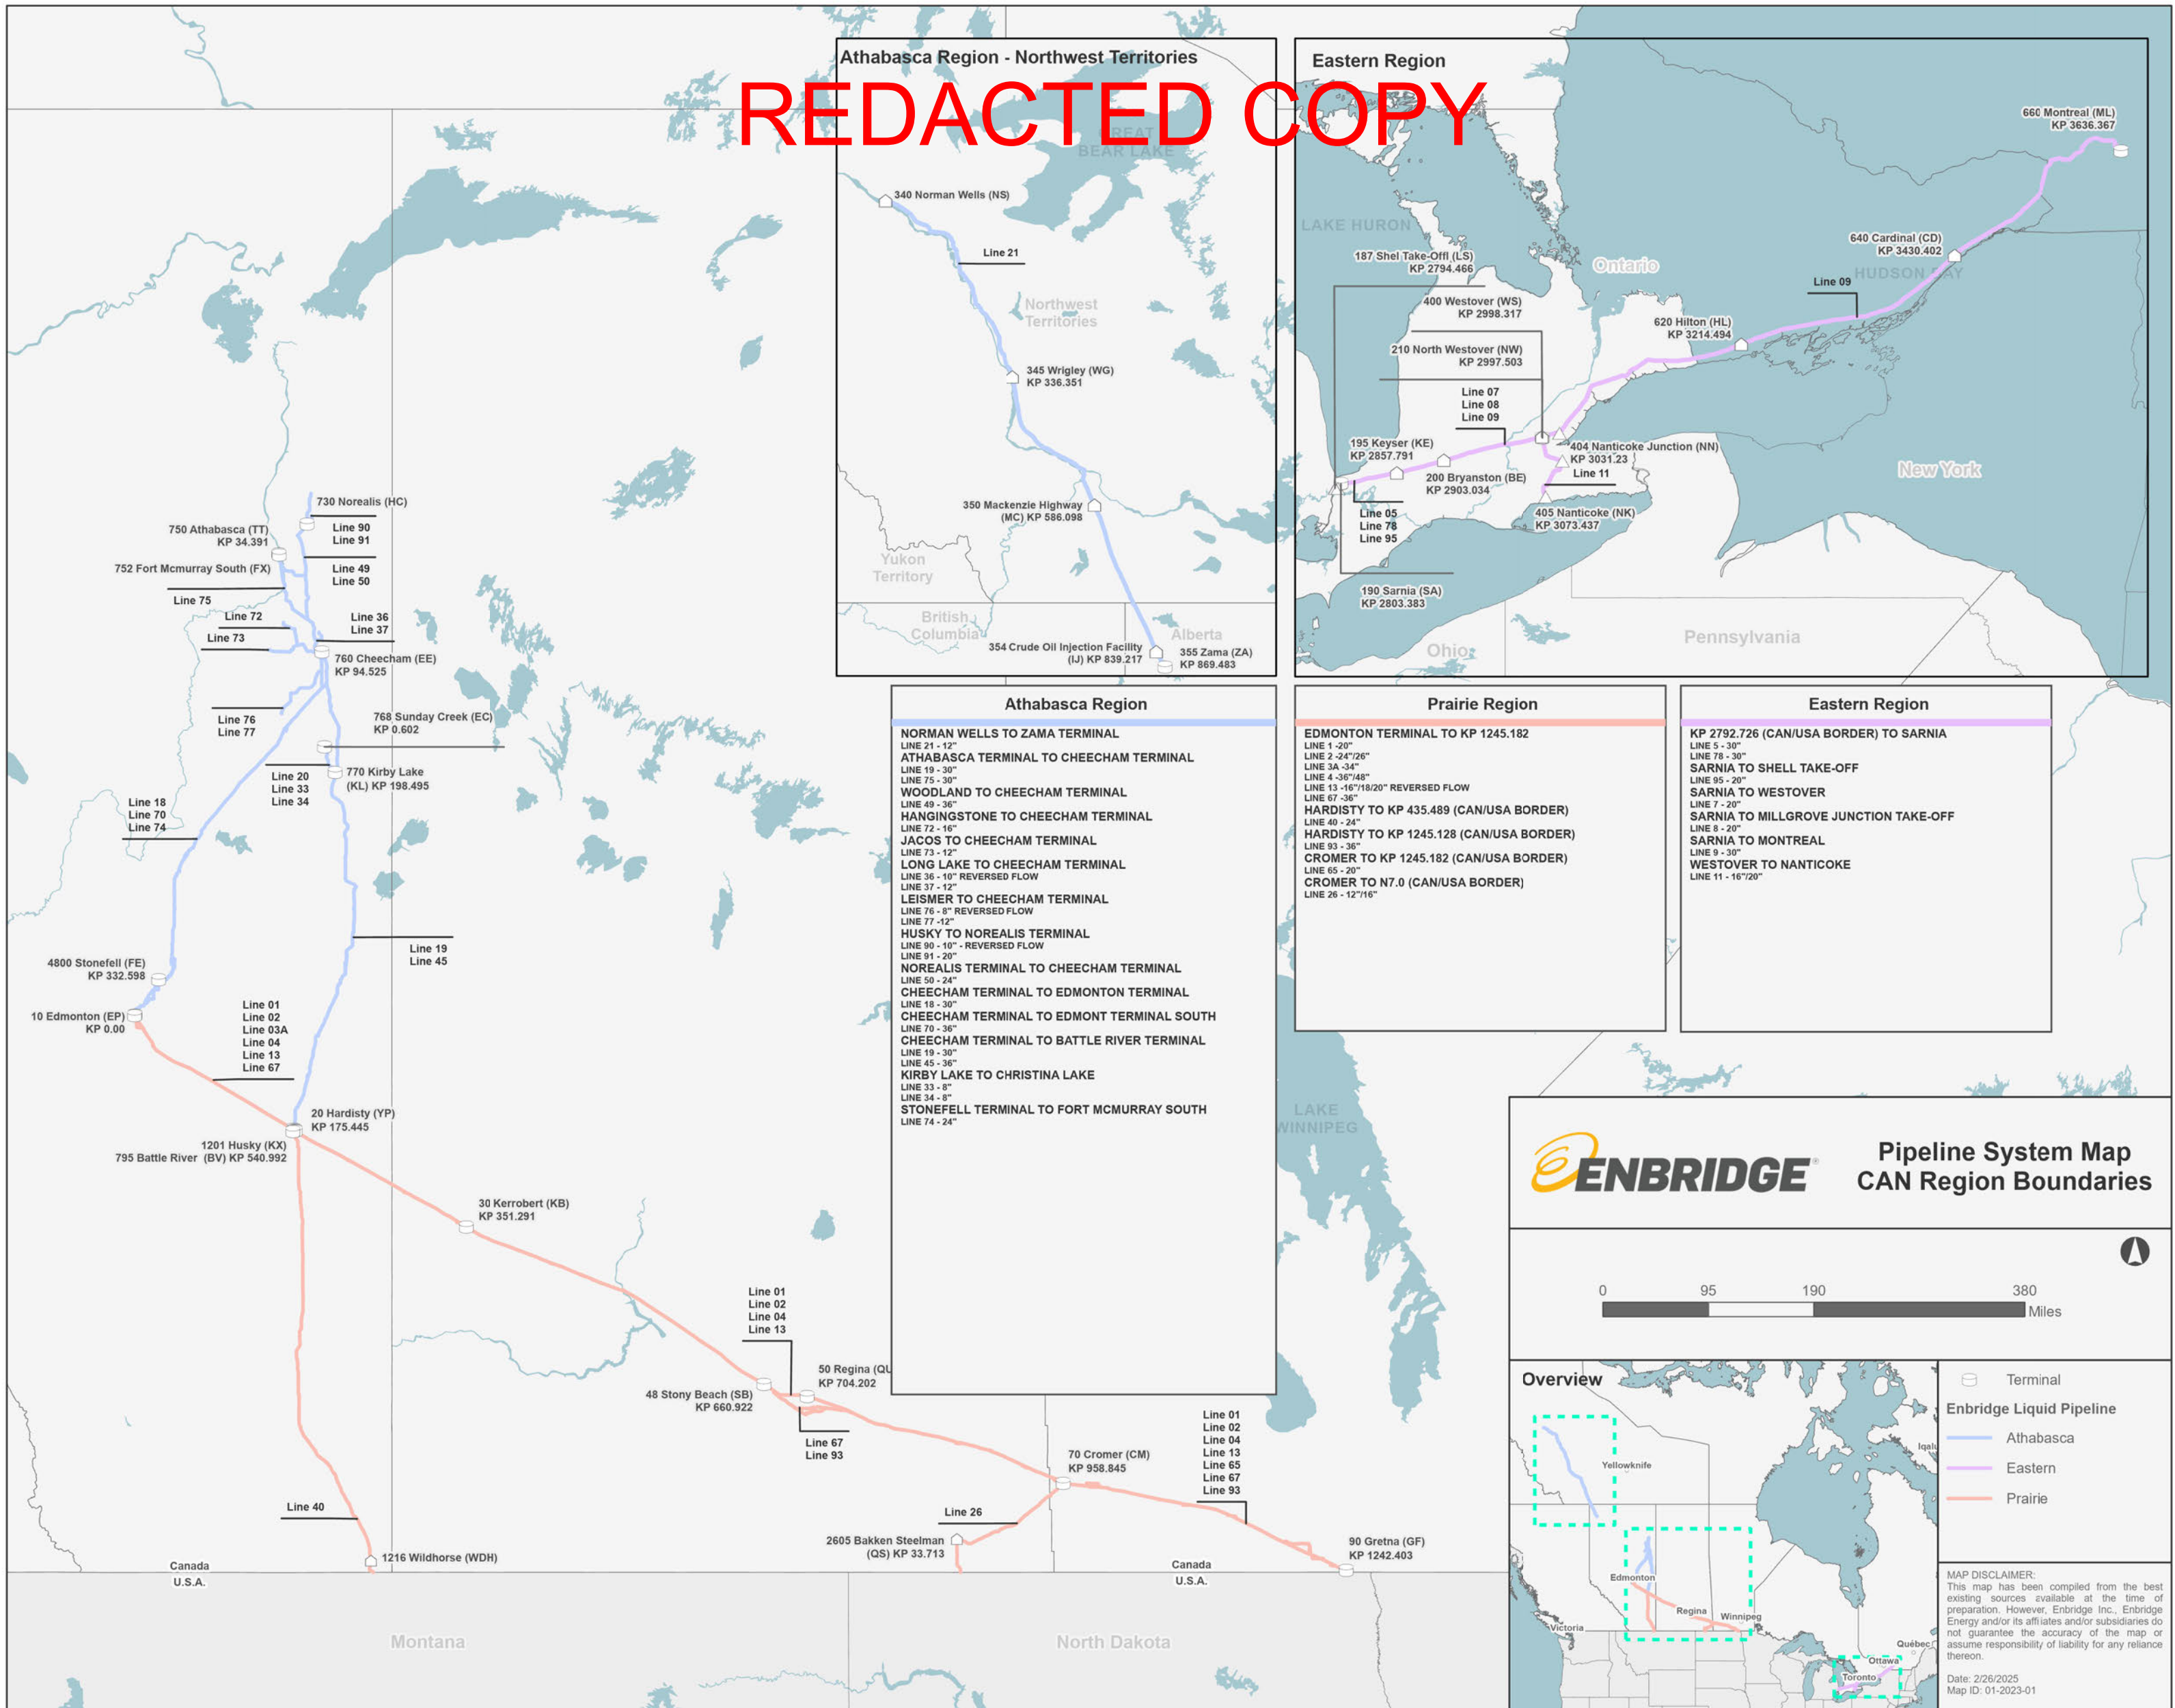 REDACTED COPY
Athabasca Region - Northwest Territories
GREAT
BEAR LAKE
340 Norman Wells (NS)
Line 21
Northwest
Territories
345 Wrigley (WG)
KP 336.351
350 Mackenzie Highway
(MC) KP 586.098
Yukon
Territory
British
Columbia
Alberta
354 Crude Oil Injection Facility
(IJ) KP 839.217
355 Zama (ZA)
KP 869.483
Eastern Region
660 Montreal (ML)
KP 3636.367
LAKE HURON
640 Cardinal (CD)
KP 3430.402
HUDSON BAY
187 Shel Take-Offl (LS)
KP 2794.466
Ontario
Line 09
400 Westover (WS)
KP 2998.317
620 Hilton (HL)
KP 3214.494
210 North Westover (NW)
KP 2997.503
Line 07
Line 08
Line 09
195 Keyser (KE)
KP 2857.791
404 Nanticoke Junction (NN)
KP 3031.23
New York
200 Bryanston (BE)
KP 2903.034
Line 11
Line 05
Line 78
Line 95
405 Nanticoke (NK)
KP 3073.437
190 Sarnia (SA)
KP 2803.383
Ohio
Pennsylvania
730 Norealis (HC)
Line 90
Line 91
750 Athabasca (TT)
KP 34.391
752 Fort Mcmurray South (FX)
Line 49
Line 50
Line 75
Line 72
Line 36
Line 37
Line 73
760 Cheecham (EE)
KP 94.525
Line 76
Line 77
768 Sunday Creek (EC)
KP 0.602
Line 20
Line 33
Line 34
770 Kirby Lake
(KL) KP 198.495
Line 18
Line 70
Line 74
Line 19
Line 45
4800 Stonefell (FE)
KP 332.598
10 Edmonton (EP)
KP 0.00
Line 01
Line 02
Line 03A
Line 04
Line 13
Line 67
20 Hardisty (YP)
KP 175.445
1201 Husky (KX)
795 Battle River (BV) KP 540.992
30 Kerrobert (KB)
KP 351.291
Line 01
Line 02
Line 04
Line 13
50 Regina (QU
KP 704.202
48 Stony Beach (SB)
KP 660.922
Line 67
Line 93
70 Cromer (CM)
KP 958.845
Line 01
Line 02
Line 04
Line 13
Line 65
Line 67
Line 93
Line 40
Line 26
2605 Bakken Steelman
(QS) KP 33.713
90 Gretna (GF)
KP 1242.403
1216 Wildhorse (WDH)
Canada
U.S.A.
Canada
U.S.A.
Montana
North Dakota
LAKE
WINNIPEG
Athabasca Region
NORMAN WELLS TO ZAMA TERMINAL
LINE 21 - 12"
ATHABASCA TERMINAL TO CHEECHAM TERMINAL
LINE 19 - 30"
LINE 75 - 30"
WOODLAND TO CHEECHAM TERMINAL
LINE 49 - 36"
HANGINGSTONE TO CHEECHAM TERMINAL
LINE 72 - 16"
JACOS TO CHEECHAM TERMINAL
LINE 73 - 12"
LONG LAKE TO CHEECHAM TERMINAL
LINE 36 - 10" REVERSED FLOW
LINE 37 - 12"
LEISMER TO CHEECHAM TERMINAL
LINE 76 - 8" REVERSED FLOW
LINE 77 -12"
HUSKY TO NOREALIS TERMINAL
LINE 90 - 10" - REVERSED FLOW
LINE 91 - 20"
NOREALIS TERMINAL TO CHEECHAM TERMINAL
LINE 50 - 24"
CHEECHAM TERMINAL TO EDMONTON TERMINAL
LINE 18 - 30"
CHEECHAM TERMINAL TO EDMONT TERMINAL SOUTH
LINE 70 - 36"
CHEECHAM TERMINAL TO BATTLE RIVER TERMINAL
LINE 19 - 30"
LINE 45 - 36"
KIRBY LAKE TO CHRISTINA LAKE
LINE 33 - 8"
LINE 34 - 8"
STONEFELL TERMINAL TO FORT MCMURRAY SOUTH
LINE 74 - 24"
Prairie Region
EDMONTON TERMINAL TO KP 1245.182
LINE 1 -20"
LINE 2 -24"/26"
LINE 3A -34"
LINE 4 -36"/48"
LINE 13 -16"/18/20" REVERSED FLOW
LINE 67 -36"
HARDISTY TO KP 435.489 (CAN/USA BORDER)
LINE 40 - 24"
HARDISTY TO KP 1245.128 (CAN/USA BORDER)
LINE 93 - 36"
CROMER TO KP 1245.182 (CAN/USA BORDER)
LINE 65 - 20"
CROMER TO N7.0 (CAN/USA BORDER)
LINE 26 - 12"/16"
Eastern Region
KP 2792.726 (CAN/USA BORDER) TO SARNIA
LINE 5 - 30"
LINE 78 - 30"
SARNIA TO SHELL TAKE-OFF
LINE 95 - 20"
SARNIA TO WESTOVER
LINE 7 - 20"
SARNIA TO MILLGROVE JUNCTION TAKE-OFF
LINE 8 - 20"
SARNIA TO MONTREAL
LINE 9 - 30"
WESTOVER TO NANTICOKE
LINE 11 - 16"/20"
ENBRIDGE
Pipeline System Map
CAN Region Boundaries
0 95 190 380
Miles
Overview
Yellowknife
Iqalu
Edmonton
Regina
Winnipeg
Victoria
Québec
Ottawa
Toronto
Terminal
Enbridge Liquid Pipeline
Athabasca
Eastern
Prairie
MAP DISCLAIMER:
This map has been compiled from the best
existing sources available at the time of
preparation. However, Enbridge Inc., Enbridge
Energy and/or its affiliates and/or subsidiaries do
not guarantee the accuracy of the map or
assume responsibility of liability for any reliance
thereon.
Date: 2/26/2025
Map ID: 01-2023-01